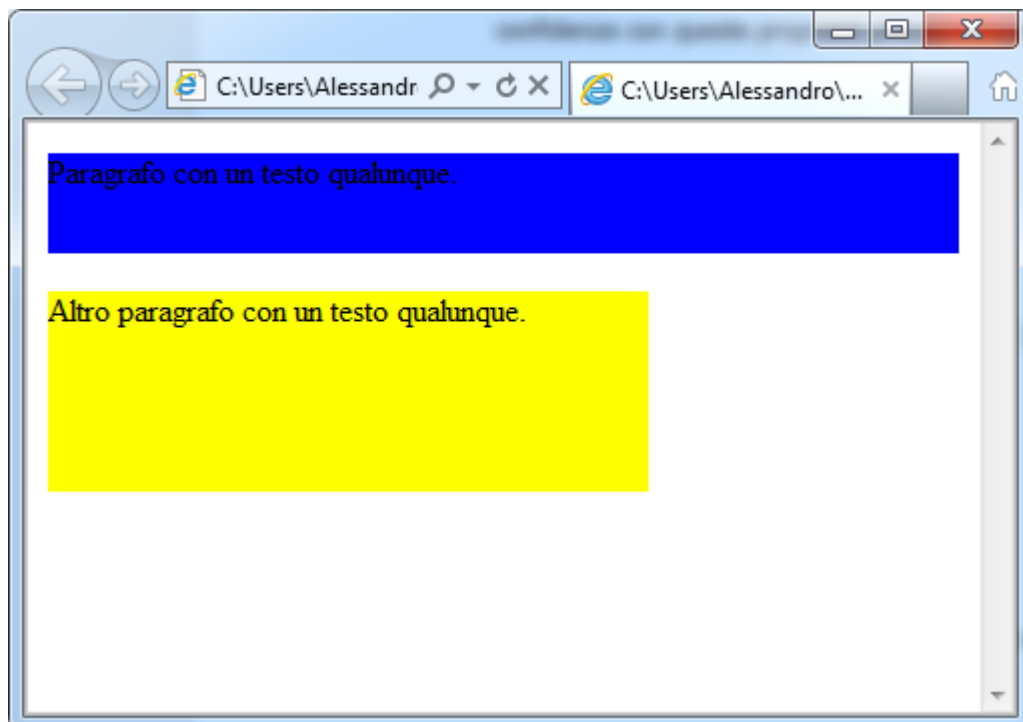 C:\Users\Alessandr
C:\Users\Alessandro\...
Paragrafo con un testo qualunque.
Altro paragrafo con un testo qualunque.